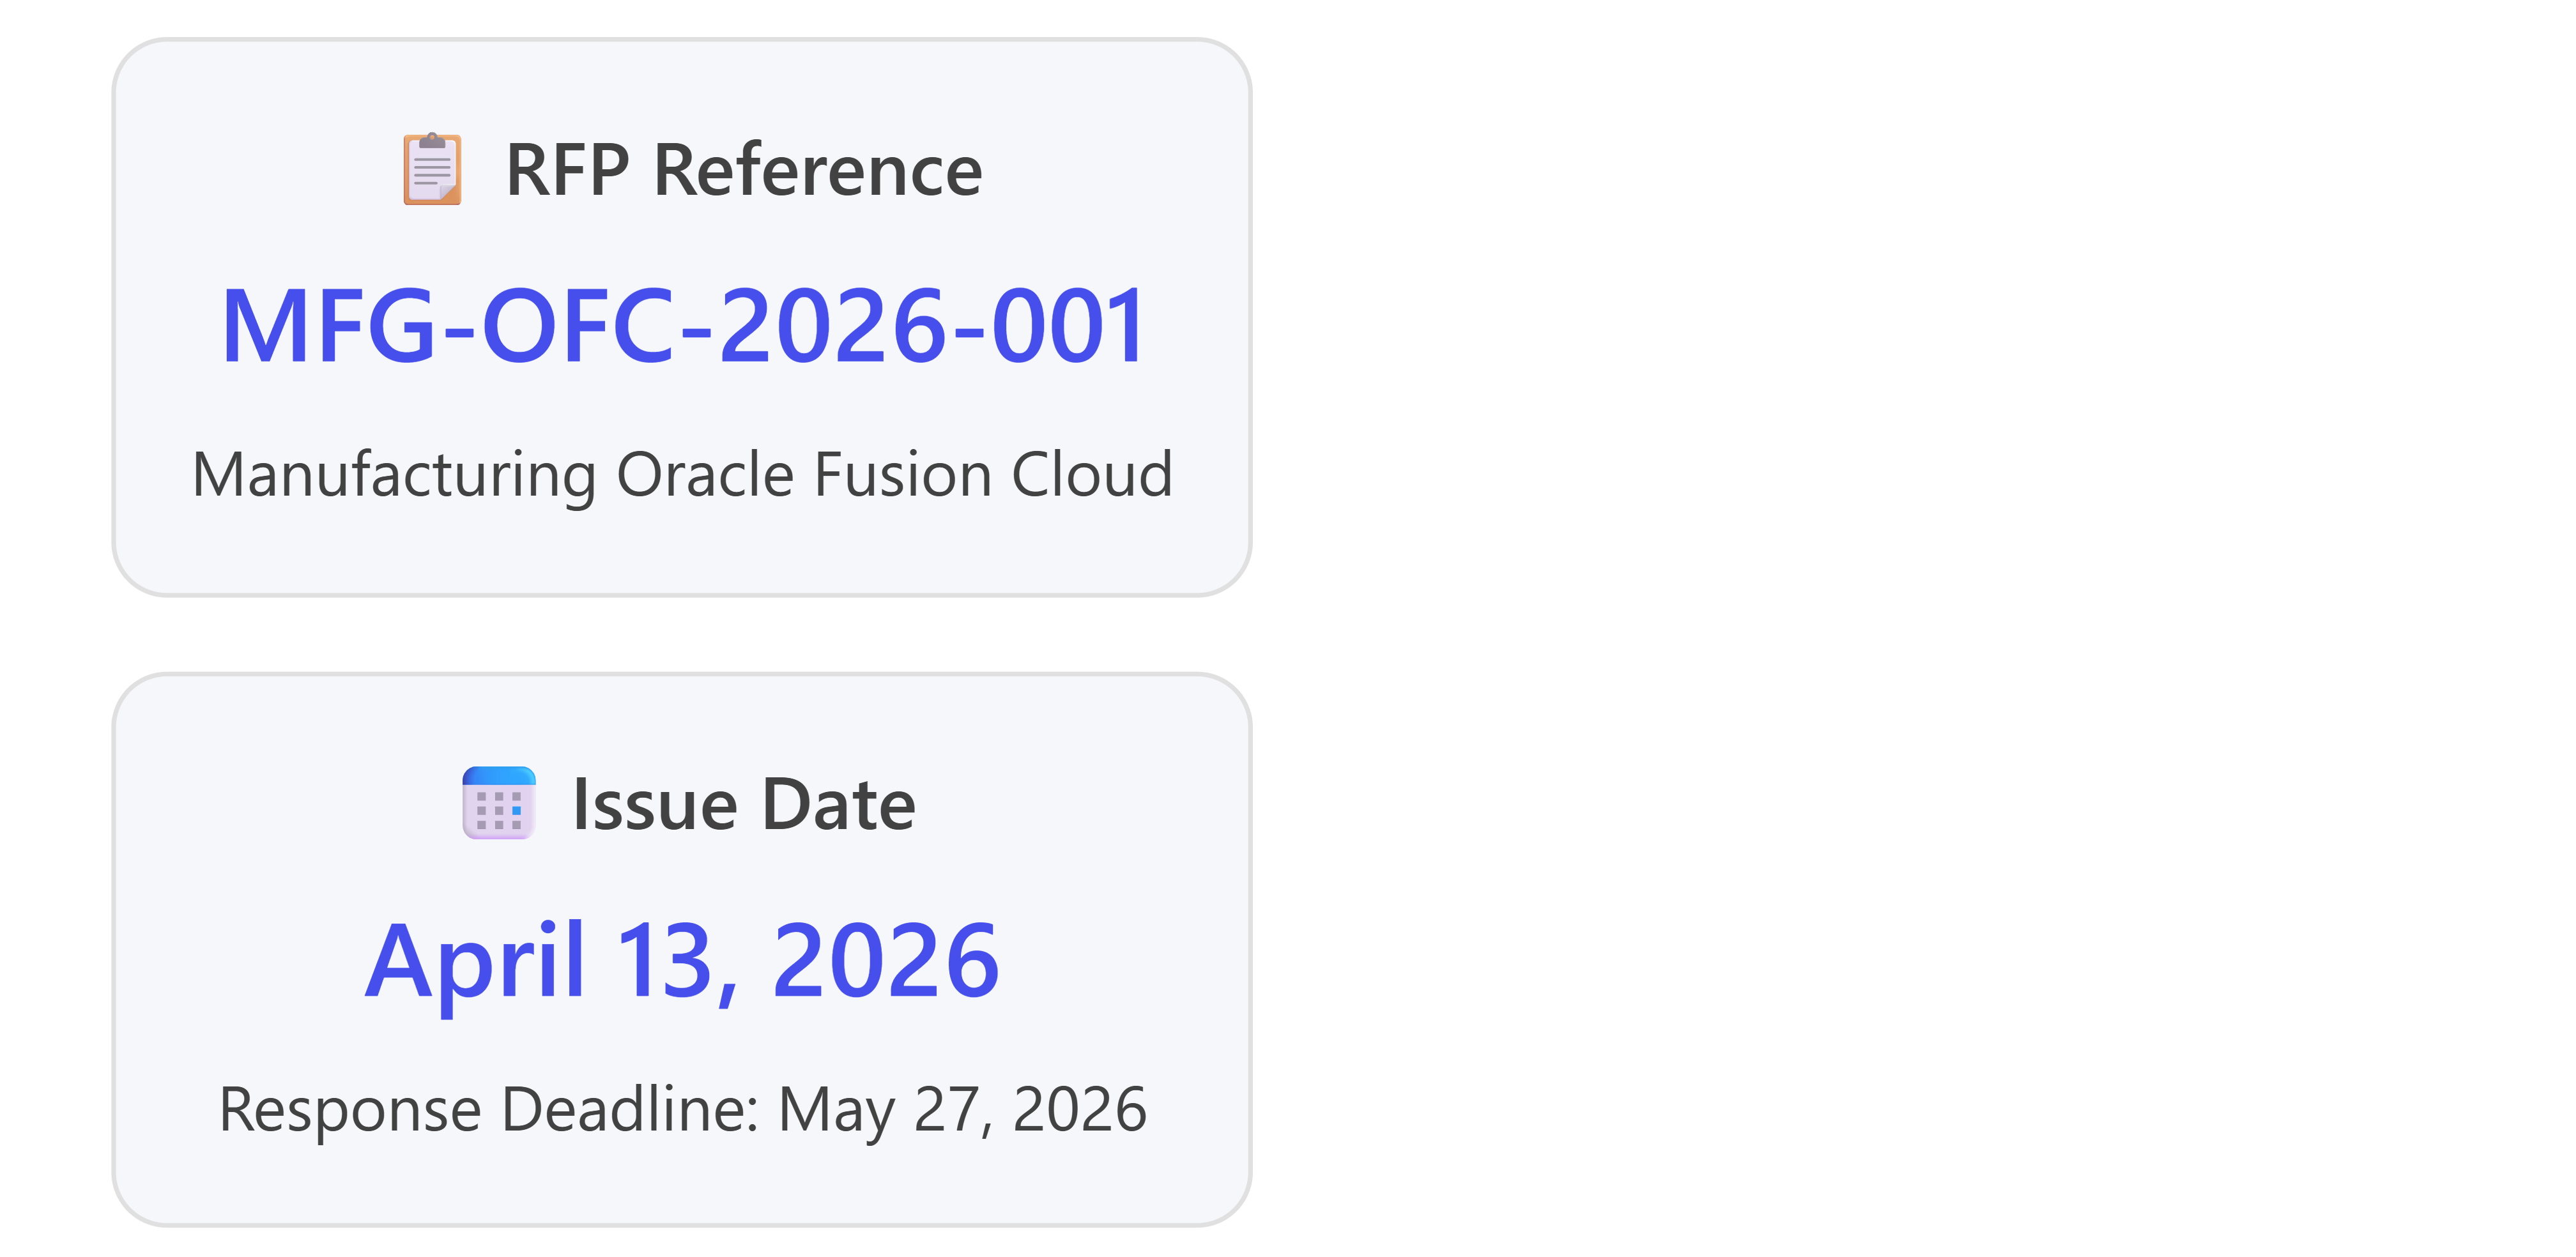 RFP Reference
MFG-OFC-2026-001
Manufacturing Oracle Fusion Cloud
Issue Date
April 13, 2026
Response Deadline: May 27, 2026